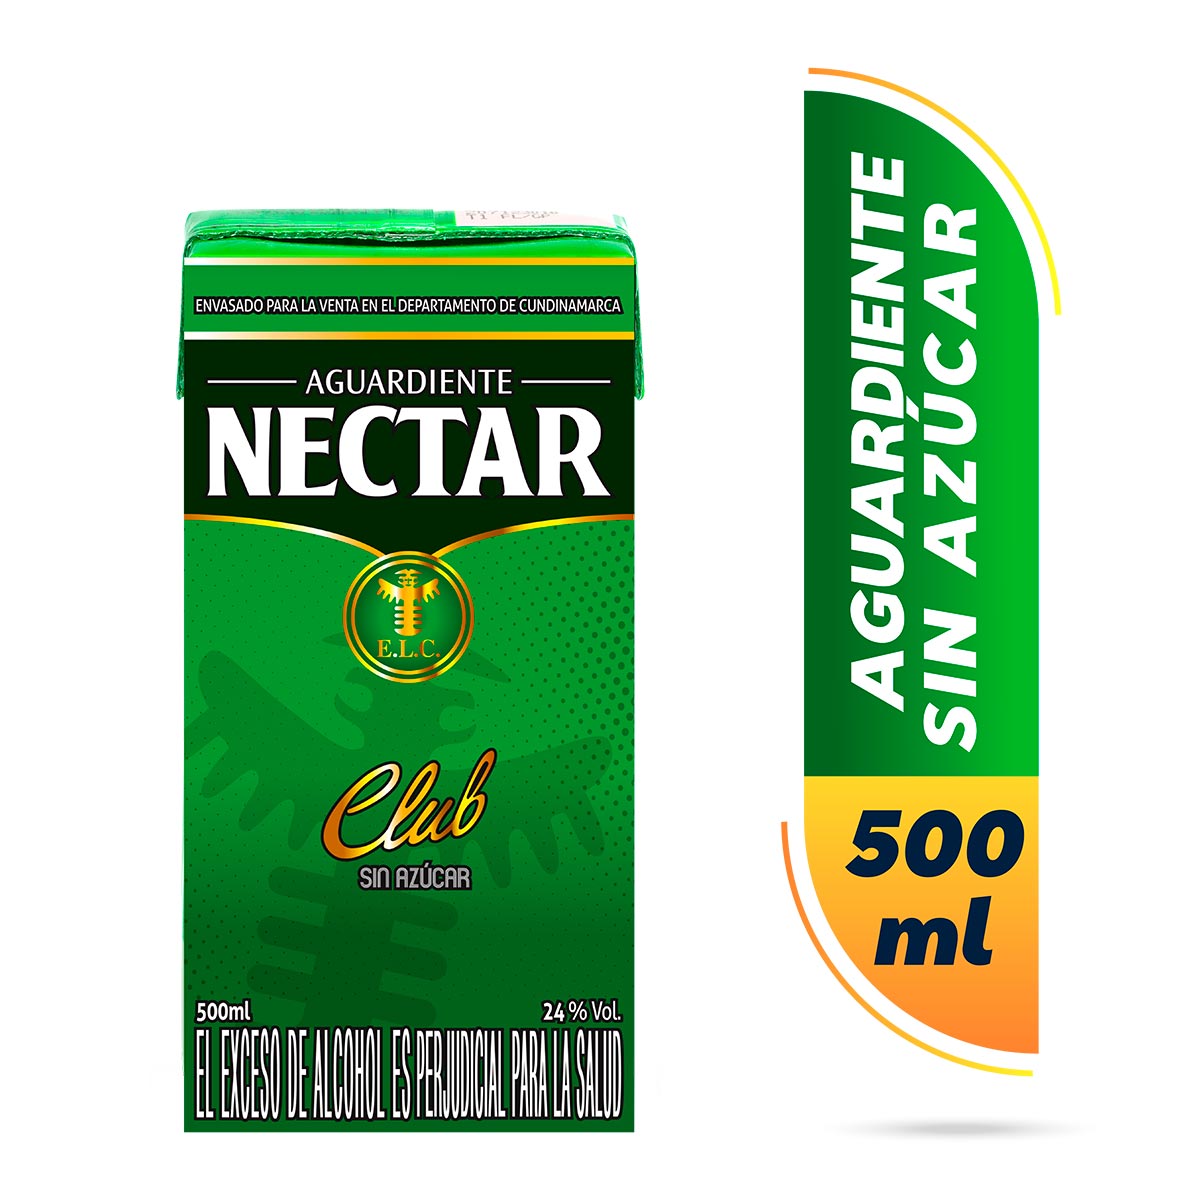 ENVASADO PARA LA VENTA EN EL DEPARTAMENTO DE CUNDINAMARCA
AGUARDIENTE
NECTAR
E.L.C.
Club
SIN AZÚCAR
500ml 24% Vol.
EL EXCESO DE ALCOHOL ES PERJUDICIAL PARA LA SALUD
AGUARDIENTE
SIN AZÚCAR
500
ml